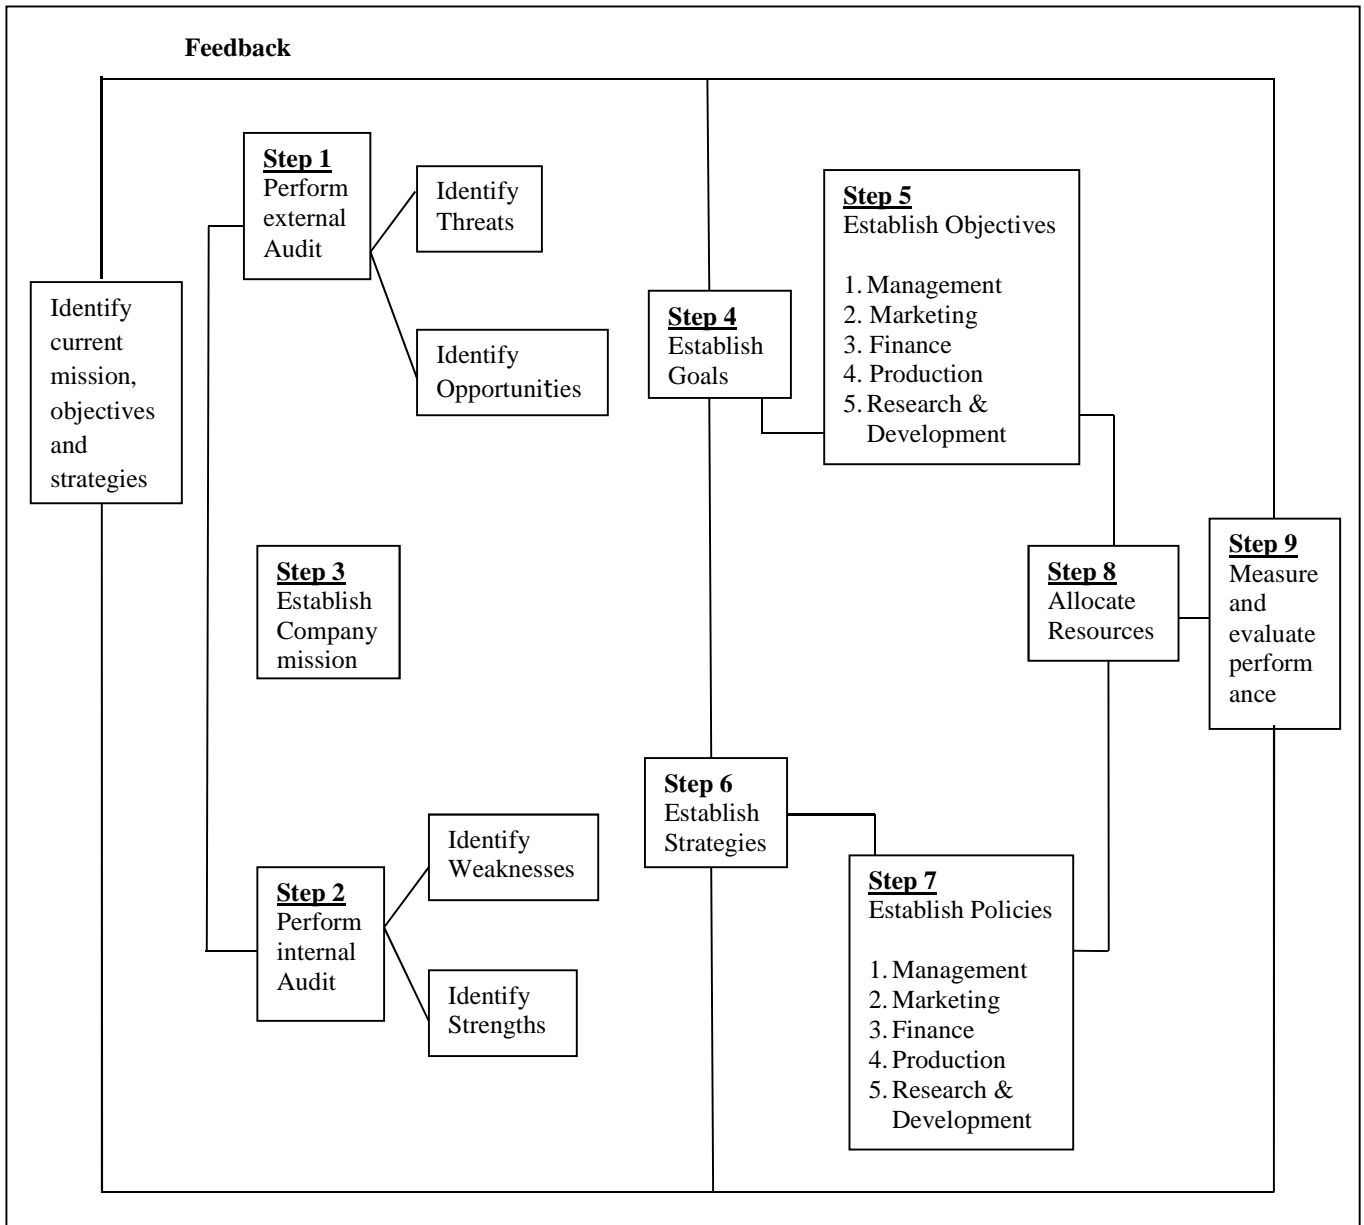 Feedback
Identify
current
mission,
objectives
and
strategies
Step 1
Perform
external
Audit
Identify
Threats
Identify
Opportunities
Step 3
Establish
Company
mission
Step 2
Perform
internal
Audit
Identify
Weaknesses
Identify
Strengths
Step 4
Establish
Goals
Step 5
Establish Objectives
1. Management
2. Marketing
3. Finance
4. Production
5. Research &
Development
Step 6
Establish
Strategies
Step 7
Establish Policies
1. Management
2. Marketing
3. Finance
4. Production
5. Research &
Development
Step 8
Allocate
Resources
Step 9
Measure
and
evaluate
perform
ance